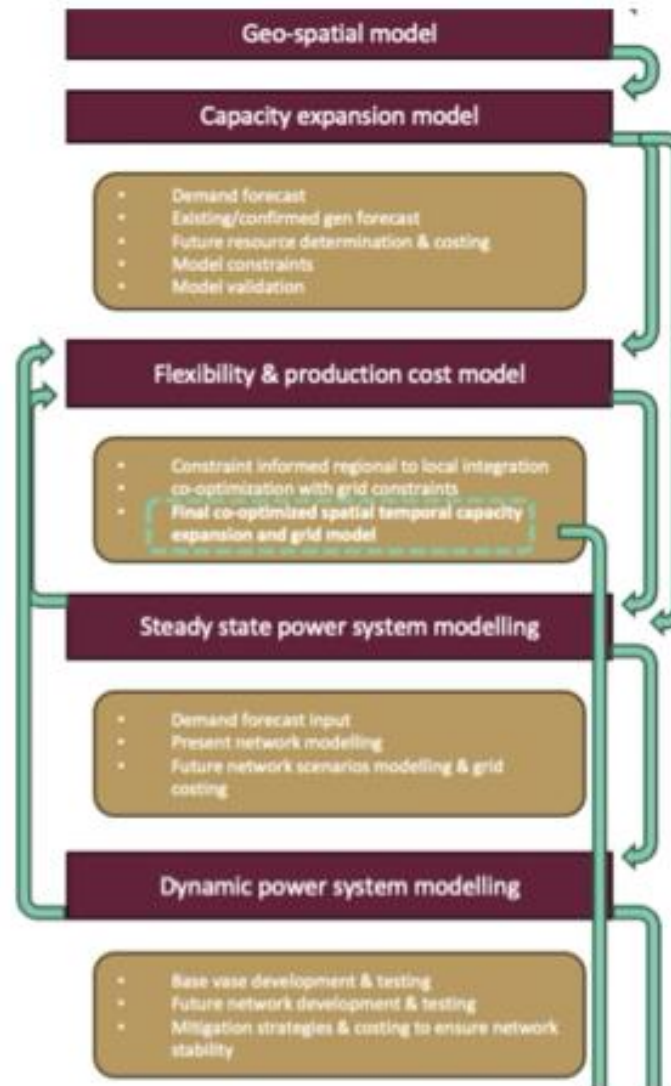 Geo-spatial model
Capacity expansion model
• Demand forecast
• Existing/confirmed gen forecast
• Future resource determination & costing
• Model constraints
• Model validation
Flexibility & production cost model
• Constraint informed regional to local integration
• co-optimization with grid constraints
• Final co-optimized spatial temporal capacity
expansion and grid model
Steady state power system modelling
• Demand forecast input
• Present network modelling
• Future network scenarios modelling & grid
costing
Dynamic power system modelling
• Base vase development & testing
• Future network development & testing
• Mitigation strategies & costing to ensure network
stability